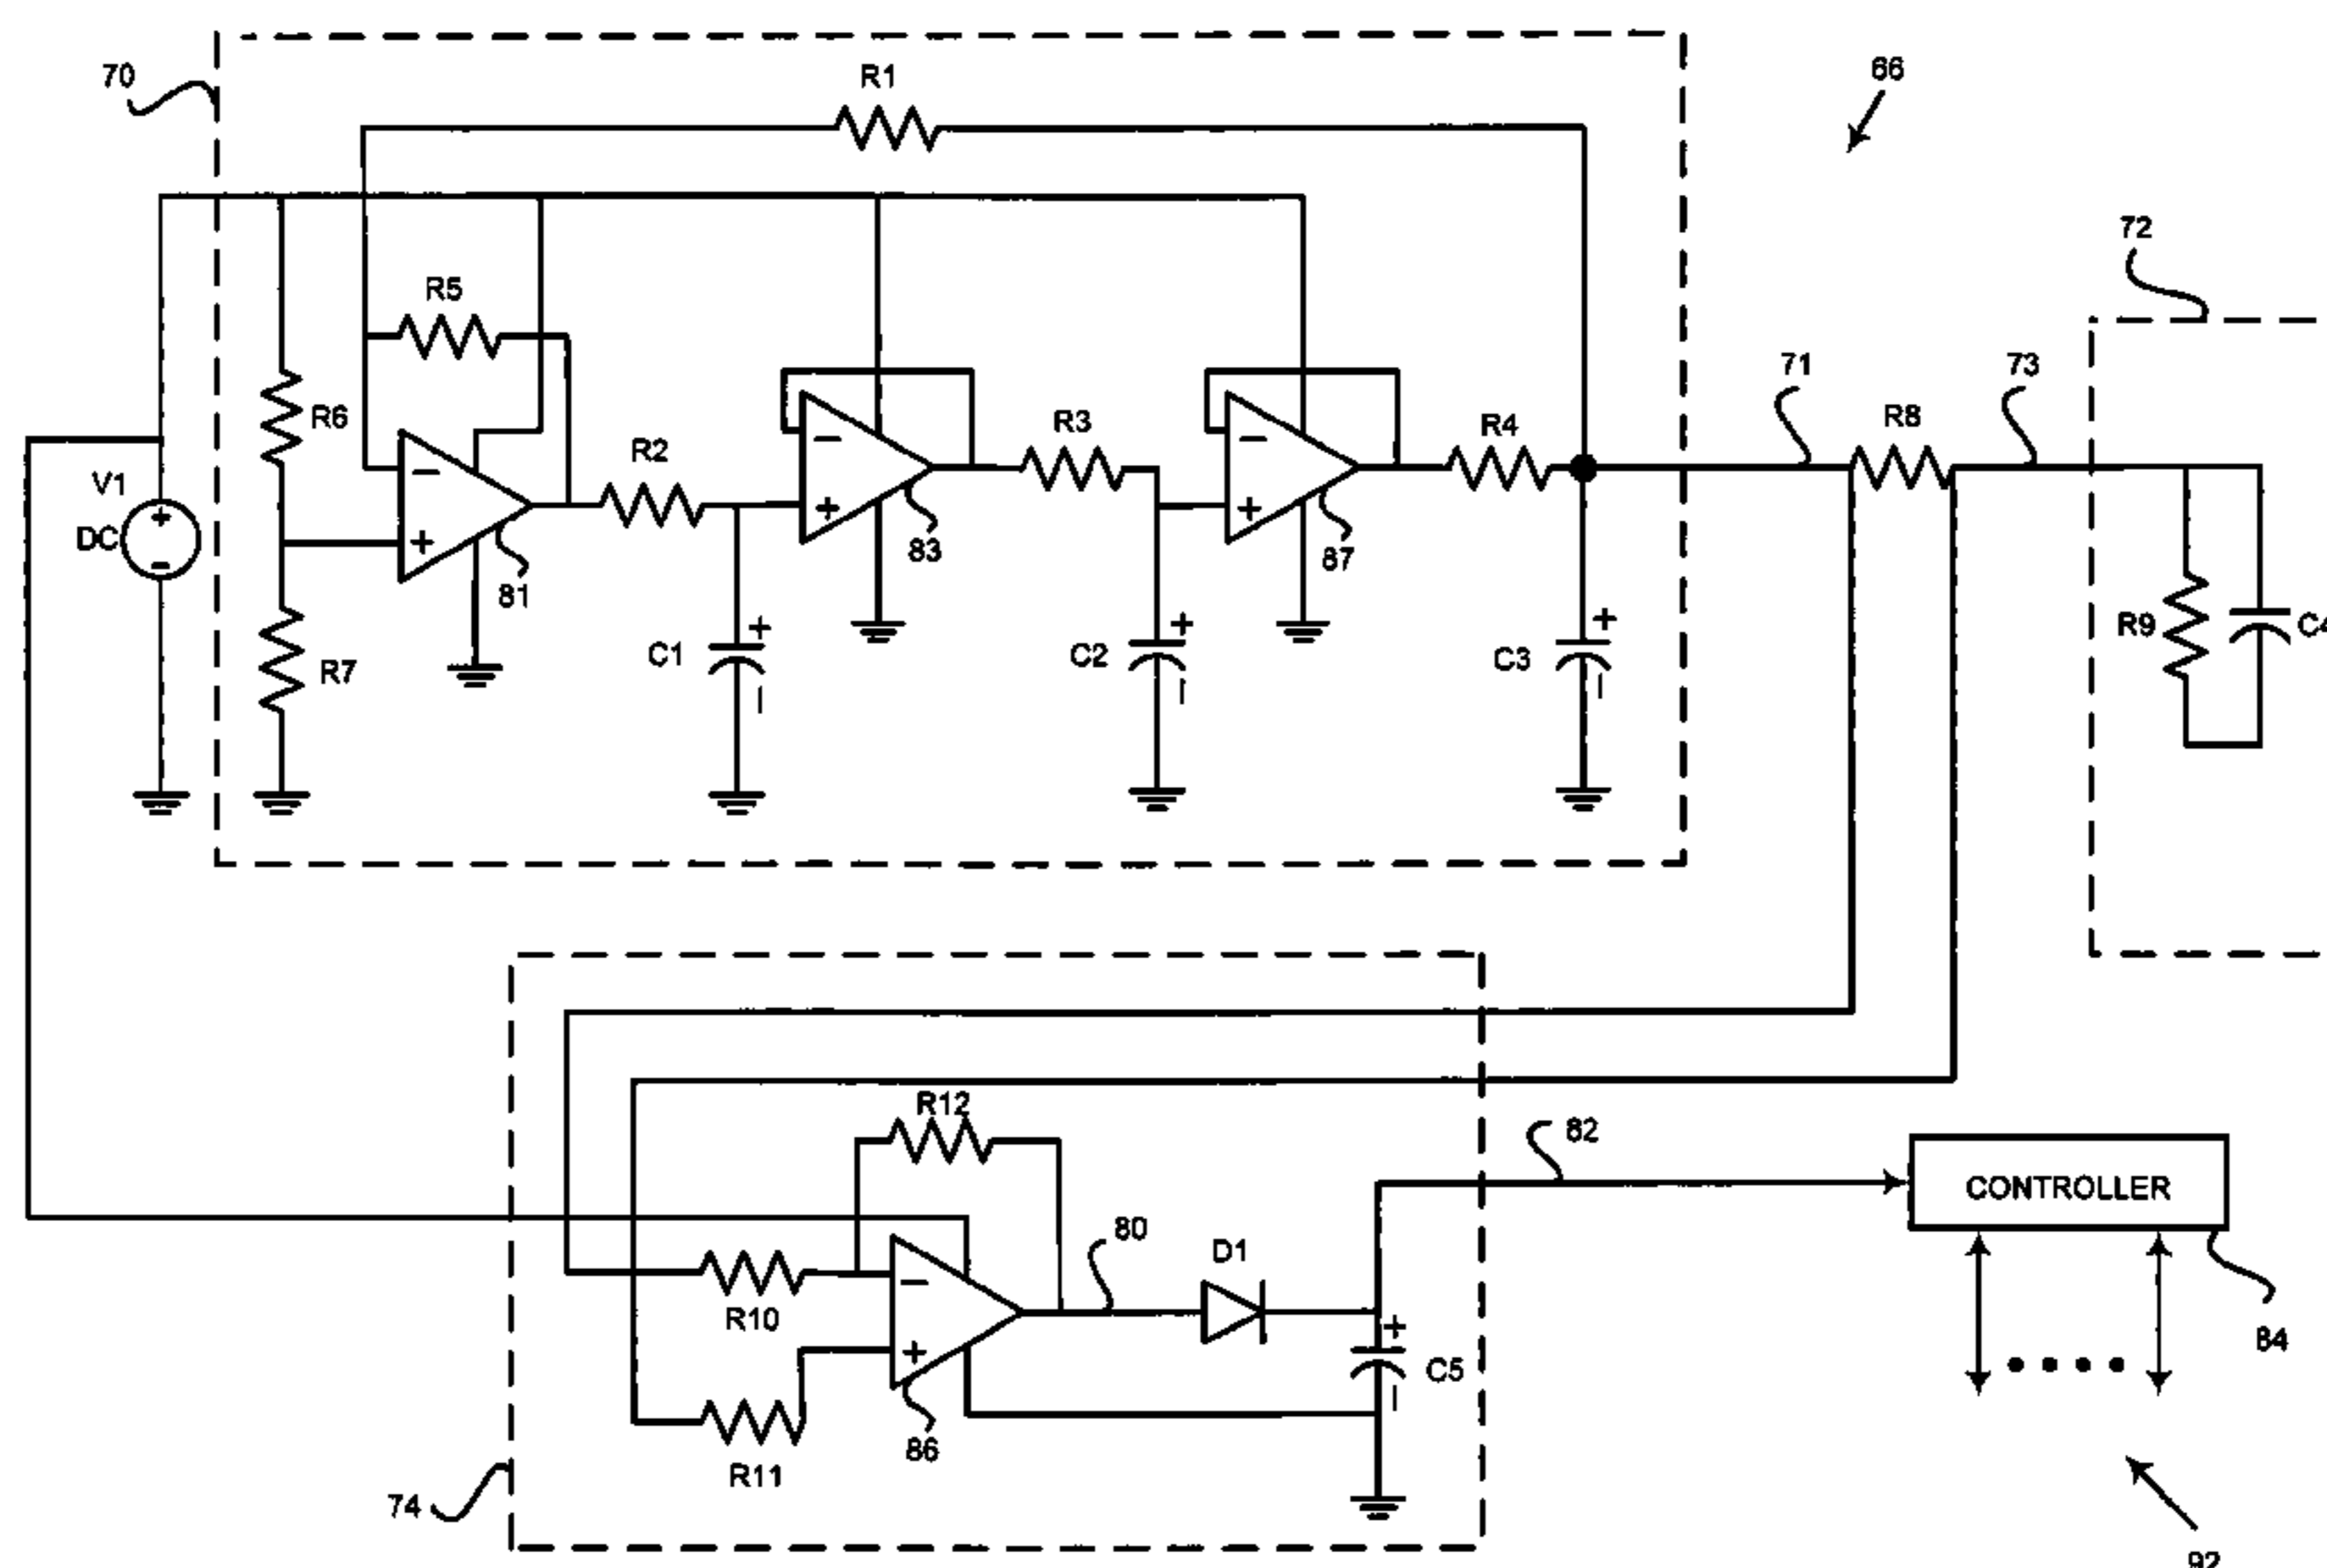 70
R1
66
72
R5
71
73
R6
R2
R3
R4
R8
V1
DC
+
−
−
+
81
−
+
83
−
+
87
R7
C1
+
−
C2
+
−
C3
+
−
R9
R12
82
CONTROLLER
80
D1
R10
−
+
86
R11
+
C5
−
84
74
92